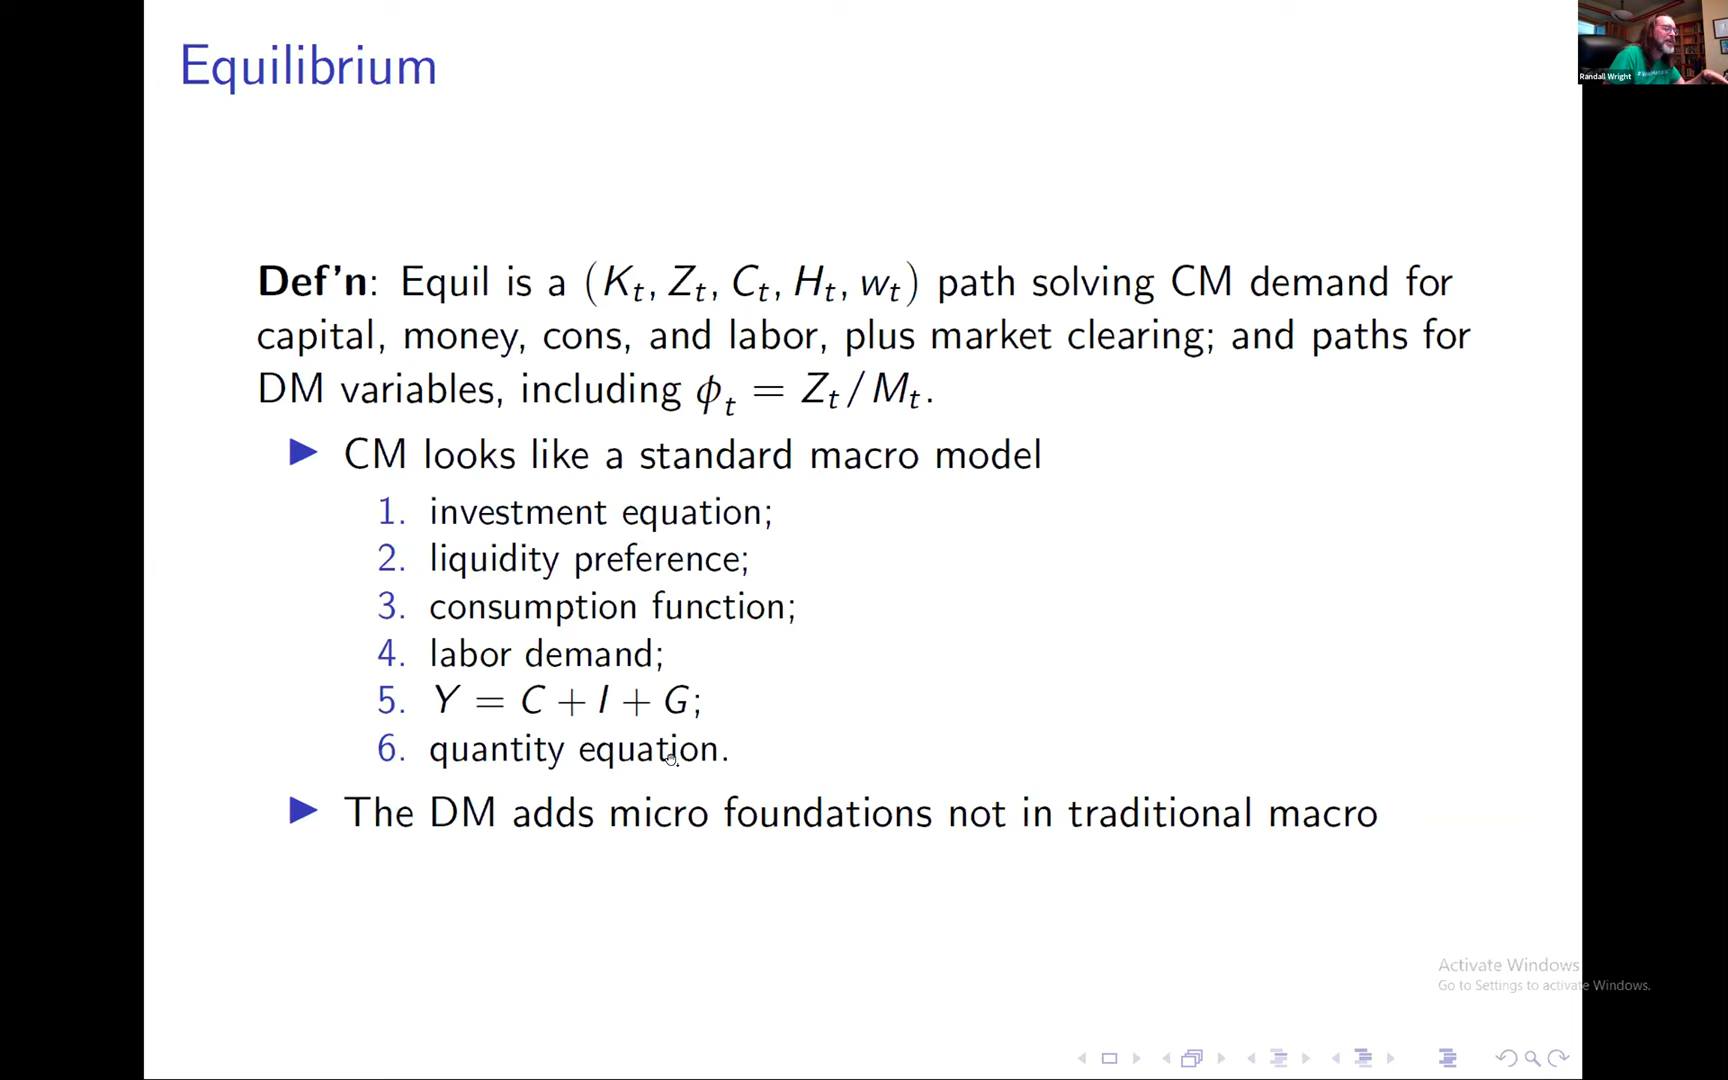 Equilibrium
Randall Wright
Def'n: Equil is a (K_t, Z_t, C_t, H_t, w_t) path solving CM demand for
capital, money, cons, and labor, plus market clearing; and paths for
DM variables, including ϕ_t = Z_t/M_t.
▶ CM looks like a standard macro model
1. investment equation;
2. liquidity preference;
3. consumption function;
4. labor demand;
5. Y = C + I + G;
6. quantity equation.
▶ The DM adds micro foundations not in traditional macro
Activate Windows
Go to Settings to activate Windows.